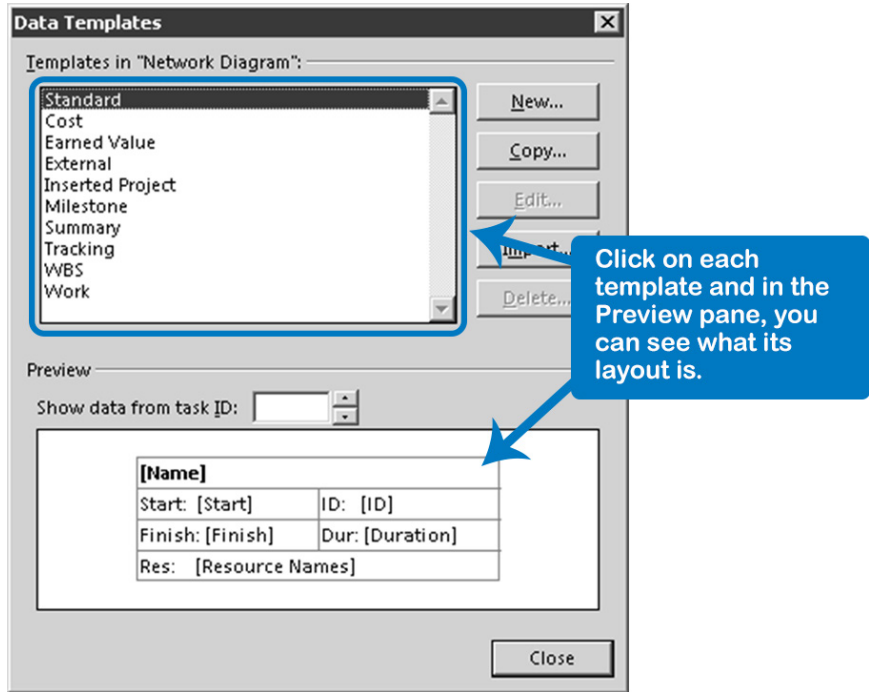 Data Templates
Templates in "Network Diagram":
Standard
Cost
Earned Value
External
Inserted Project
Milestone
Summary
Tracking
WBS
Work
New...
Copy...
Edit...
Import...
Delete...
Click on each
template and in the
Preview pane, you
can see what its
layout is.
Preview
Show data from task ID:
[Name]
Start: [Start] ID: [ID]
Finish: [Finish] Dur: [Duration]
Res: [Resource Names]
Close